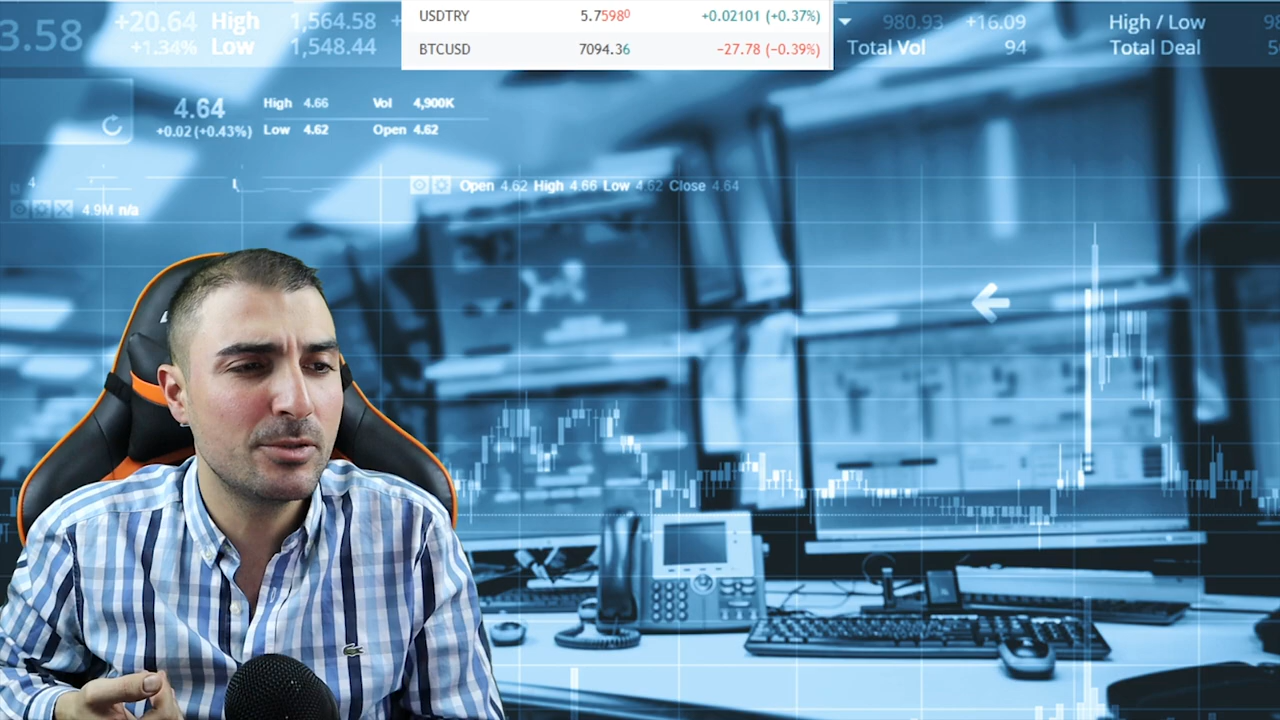 USDTRY 5.75980 +0.02101 (+0.37%)
BTCUSD 7094.36 −27.78 (−0.39%)
3.58 +20.64 High 1,564.58
+1.34% Low 1,548.44
980.93 +16.09 High / Low
Total Vol 94 Total Deal
4.64 High 4.66 Vol 4,900K
+0.02 (+0.43%) Low 4.62 Open 4.62
4
Open 4.62 High 4.66 Low 4.62 Close 4.64
4.9M n/a